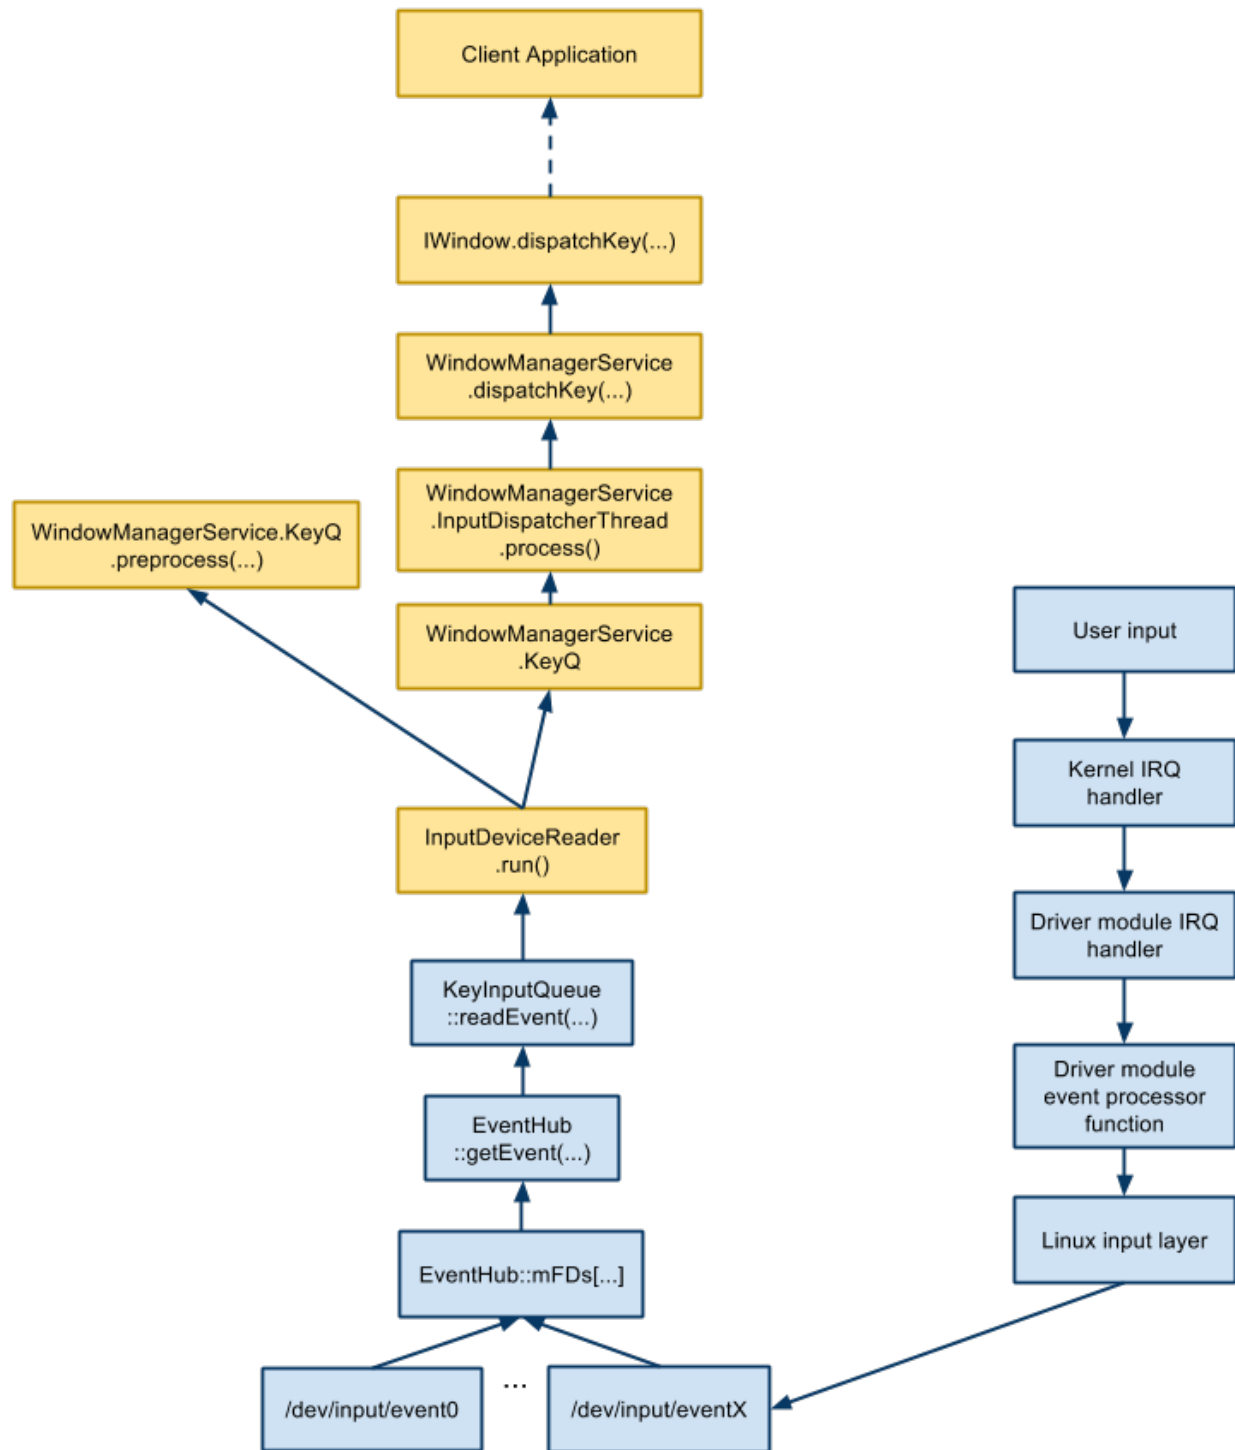 Client Application
IWindow.dispatchKey(...)
WindowManagerService
.dispatchKey(...)
WindowManagerService
.InputDispatcherThread
.process()
WindowManagerService.KeyQ
.preprocess(...)
WindowManagerService
.KeyQ
User input
Kernel IRQ
handler
InputDeviceReader
.run()
Driver module IRQ
handler
KeyInputQueue
::readEvent(...)
Driver module
event processor
function
EventHub
::getEvent(...)
Linux input layer
EventHub::mFDs[...]
/dev/input/event0
...
/dev/input/eventX